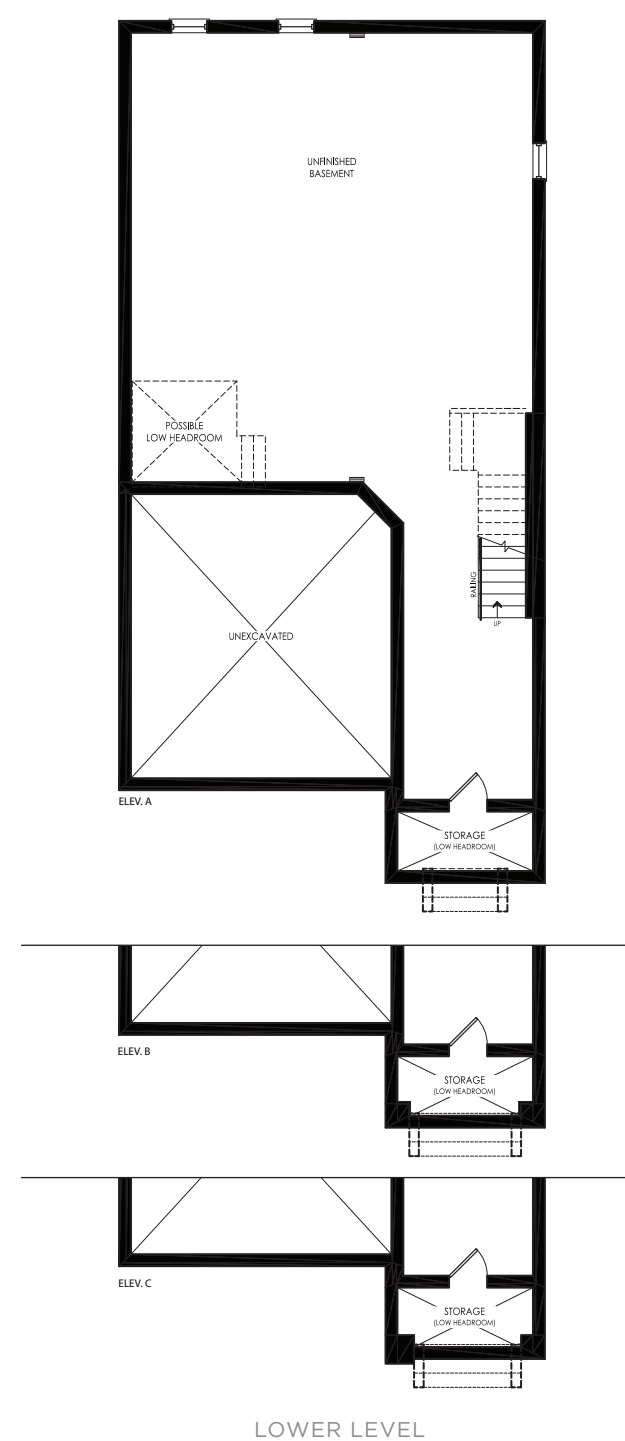 UNFINISHED
BASEMENT
POSSIBLE
LOW HEADROOM
RAILING
UP
UNEXCAVATED
ELEV. A
STORAGE
(LOW HEADROOM)
ELEV. B
STORAGE
(LOW HEADROOM)
ELEV. C
STORAGE
(LOW HEADROOM)
LOWER LEVEL